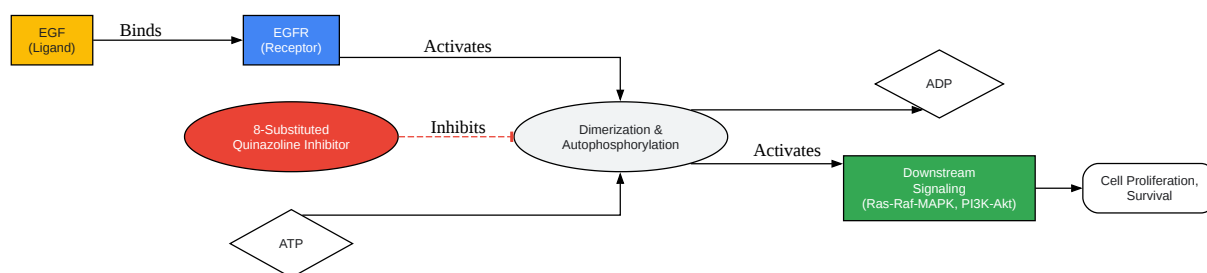 EGF
(Ligand)
Binds
EGFR
(Receptor)
Activates
ADP
8-Substituted
Quinazoline Inhibitor
Inhibits
Dimerization &
Autophosphorylation
Activates
Downstream
Signaling
(Ras-Raf-MAPK, PI3K-Akt)
Cell Proliferation,
Survival
ATP